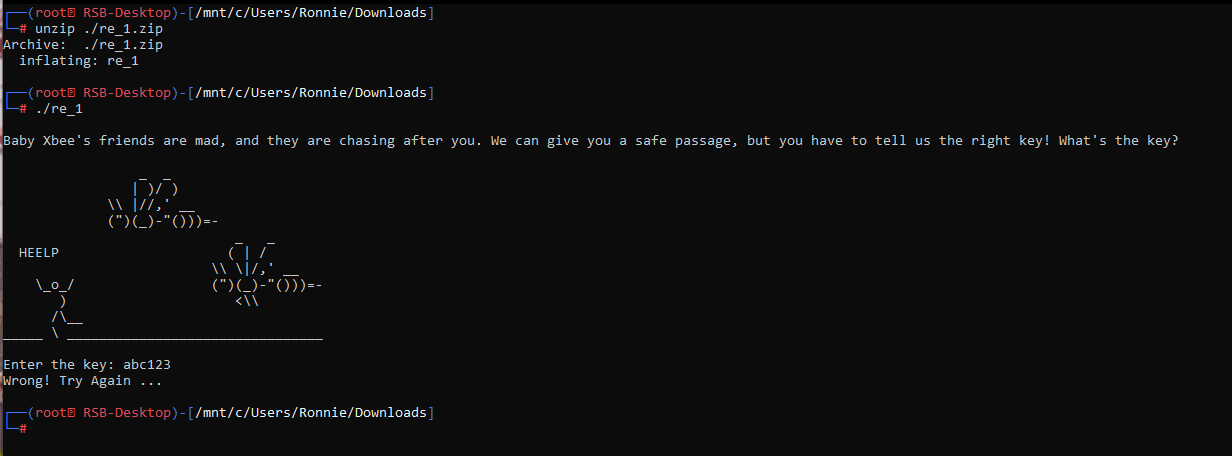 ┌──(root㉿ RSB-Desktop)-[/mnt/c/Users/Ronnie/Downloads]
└─# unzip ./re_1.zip
Archive:  ./re_1.zip
  inflating: re_1
┌──(root㉿ RSB-Desktop)-[/mnt/c/Users/Ronnie/Downloads]
└─# ./re_1
Baby Xbee's friends are mad, and they are chasing after you. We can give you a safe passage, but you have to tell us the right key! What's the key?
                 _  _
                | )/ )
             \\ |//,' __
             (")(_)-"()))=-
                             _   _
  HEELP                     ( | /
                          \\ \|/,' __
    \_o_/                 (")(_)-"()))=-
       )                     <\\
      /\__
_____ \ ________________________________
Enter the key: abc123
Wrong! Try Again ...
┌──(root㉿ RSB-Desktop)-[/mnt/c/Users/Ronnie/Downloads]
└─#